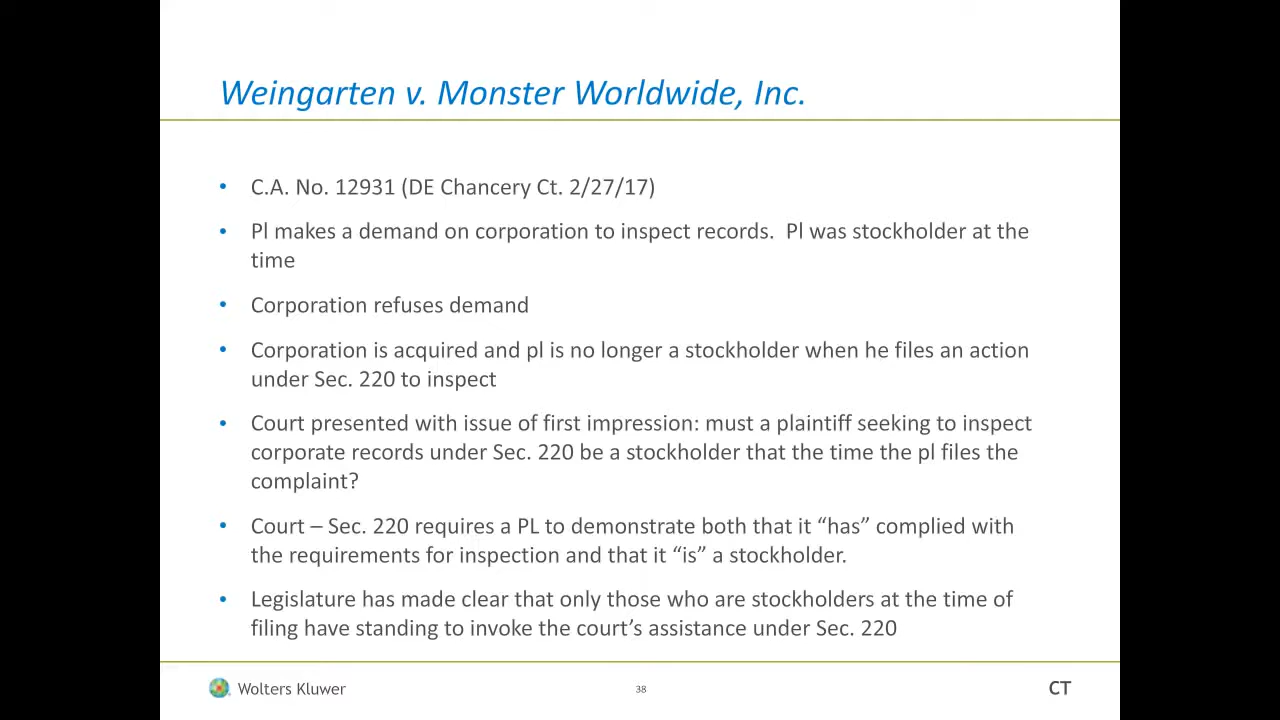 Weingarten v. Monster Worldwide, Inc.
• C.A. No. 12931 (DE Chancery Ct. 2/27/17)
• Pl makes a demand on corporation to inspect records.  Pl was stockholder at the
time
• Corporation refuses demand
• Corporation is acquired and pl is no longer a stockholder when he files an action
under Sec. 220 to inspect
• Court presented with issue of first impression: must a plaintiff seeking to inspect
corporate records under Sec. 220 be a stockholder that the time the pl files the
complaint?
• Court – Sec. 220 requires a PL to demonstrate both that it “has” complied with
the requirements for inspection and that it “is” a stockholder.
• Legislature has made clear that only those who are stockholders at the time of
filing have standing to invoke the court’s assistance under Sec. 220
Wolters Kluwer
38
CT